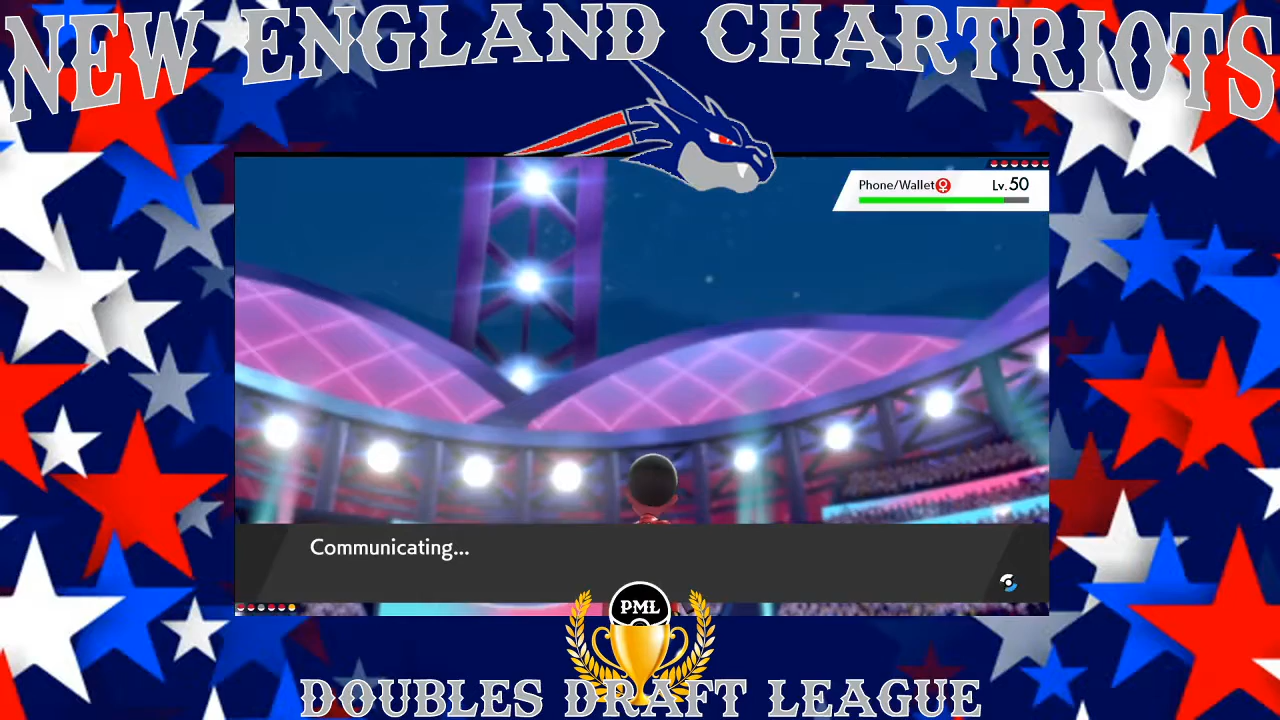 NEW ENGLAND CHARTRIOTS
Phone/Wallet♀ Lv.50
Communicating...
PML
DOUBLES DRAFT LEAGUE